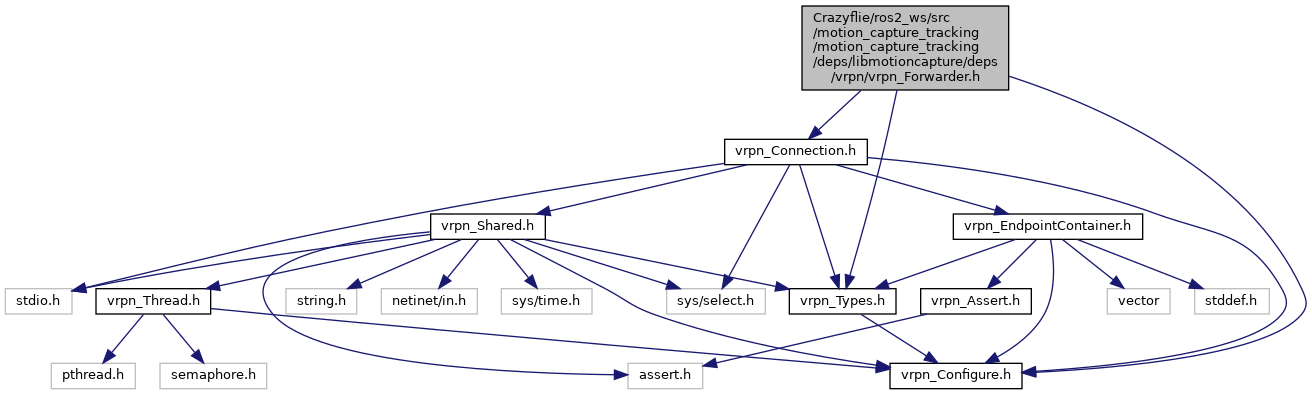 Crazyflie/ros2_ws/src
/motion_capture_tracking
/motion_capture_tracking
/deps/libmotioncapture/deps
/vrpn/vrpn_Forwarder.h
vrpn_Connection.h
vrpn_Shared.h
vrpn_EndpointContainer.h
stdio.h
vrpn_Thread.h
string.h
netinet/in.h
sys/time.h
sys/select.h
vrpn_Types.h
vrpn_Assert.h
vector
stddef.h
pthread.h
semaphore.h
assert.h
vrpn_Configure.h